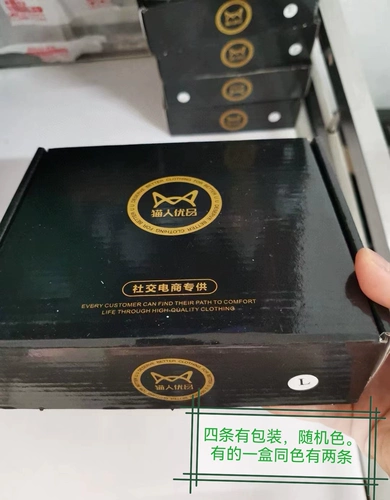 猫人优品
社交电商专供
EVERY CUSTOMER CAN FIND THEIR PATH TO COMFORT
LIFE THROUGH HIGH-QUALITY CLOTHING
猫人优品
L
四条有包装，随机色。
有的一盒同色有两条